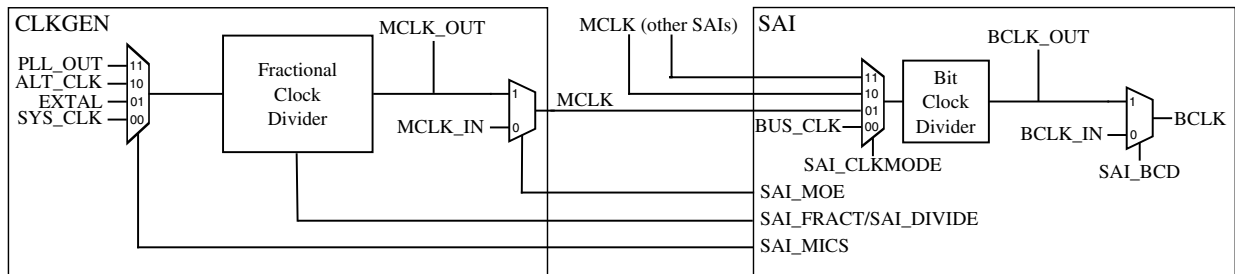 CLKGEN
PLL_OUT
ALT_CLK
EXTAL
SYS_CLK
11
10
01
00
Fractional
Clock
Divider
MCLK_OUT
MCLK_IN
1
0
MCLK
MCLK (other SAIs)
SAI
BUS_CLK
11
10
01
00
SAI_CLKMODE
Bit
Clock
Divider
BCLK_OUT
BCLK_IN
1
0
BCLK
SAI_BCD
SAI_MOE
SAI_FRACT/SAI_DIVIDE
SAI_MICS